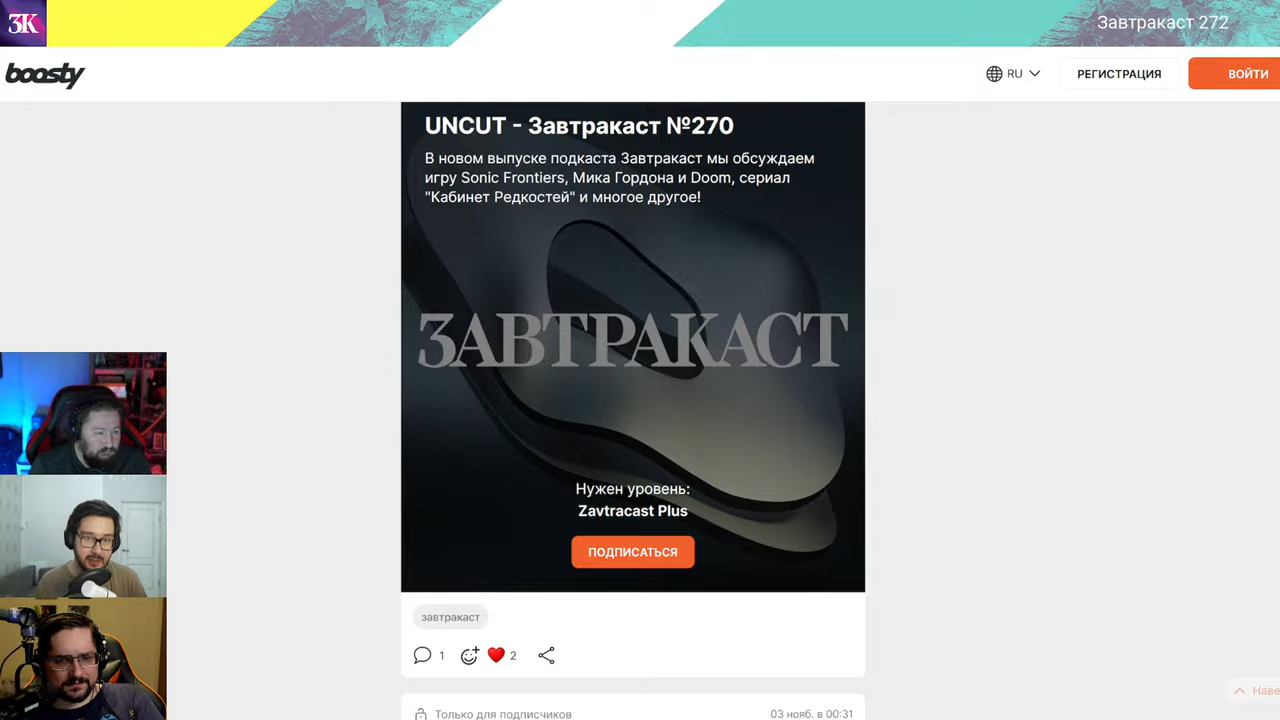 ЗК
Завтракаст 272
boosty
RU
РЕГИСТРАЦИЯ
ВОЙТИ
UNCUT - Завтракаст №270
В новом выпуске подкаста Завтракаст мы обсуждаем
игру Sonic Frontiers, Мика Гордона и Doom, сериал
"Кабинет Редкостей" и многое другое!
ЗАВТРАКАСТ
Нужен уровень:
Zavtracast Plus
ПОДПИСАТЬСЯ
завтракаст
1
2
Наве
Только для подписчиков
03 нояб. в 00:31